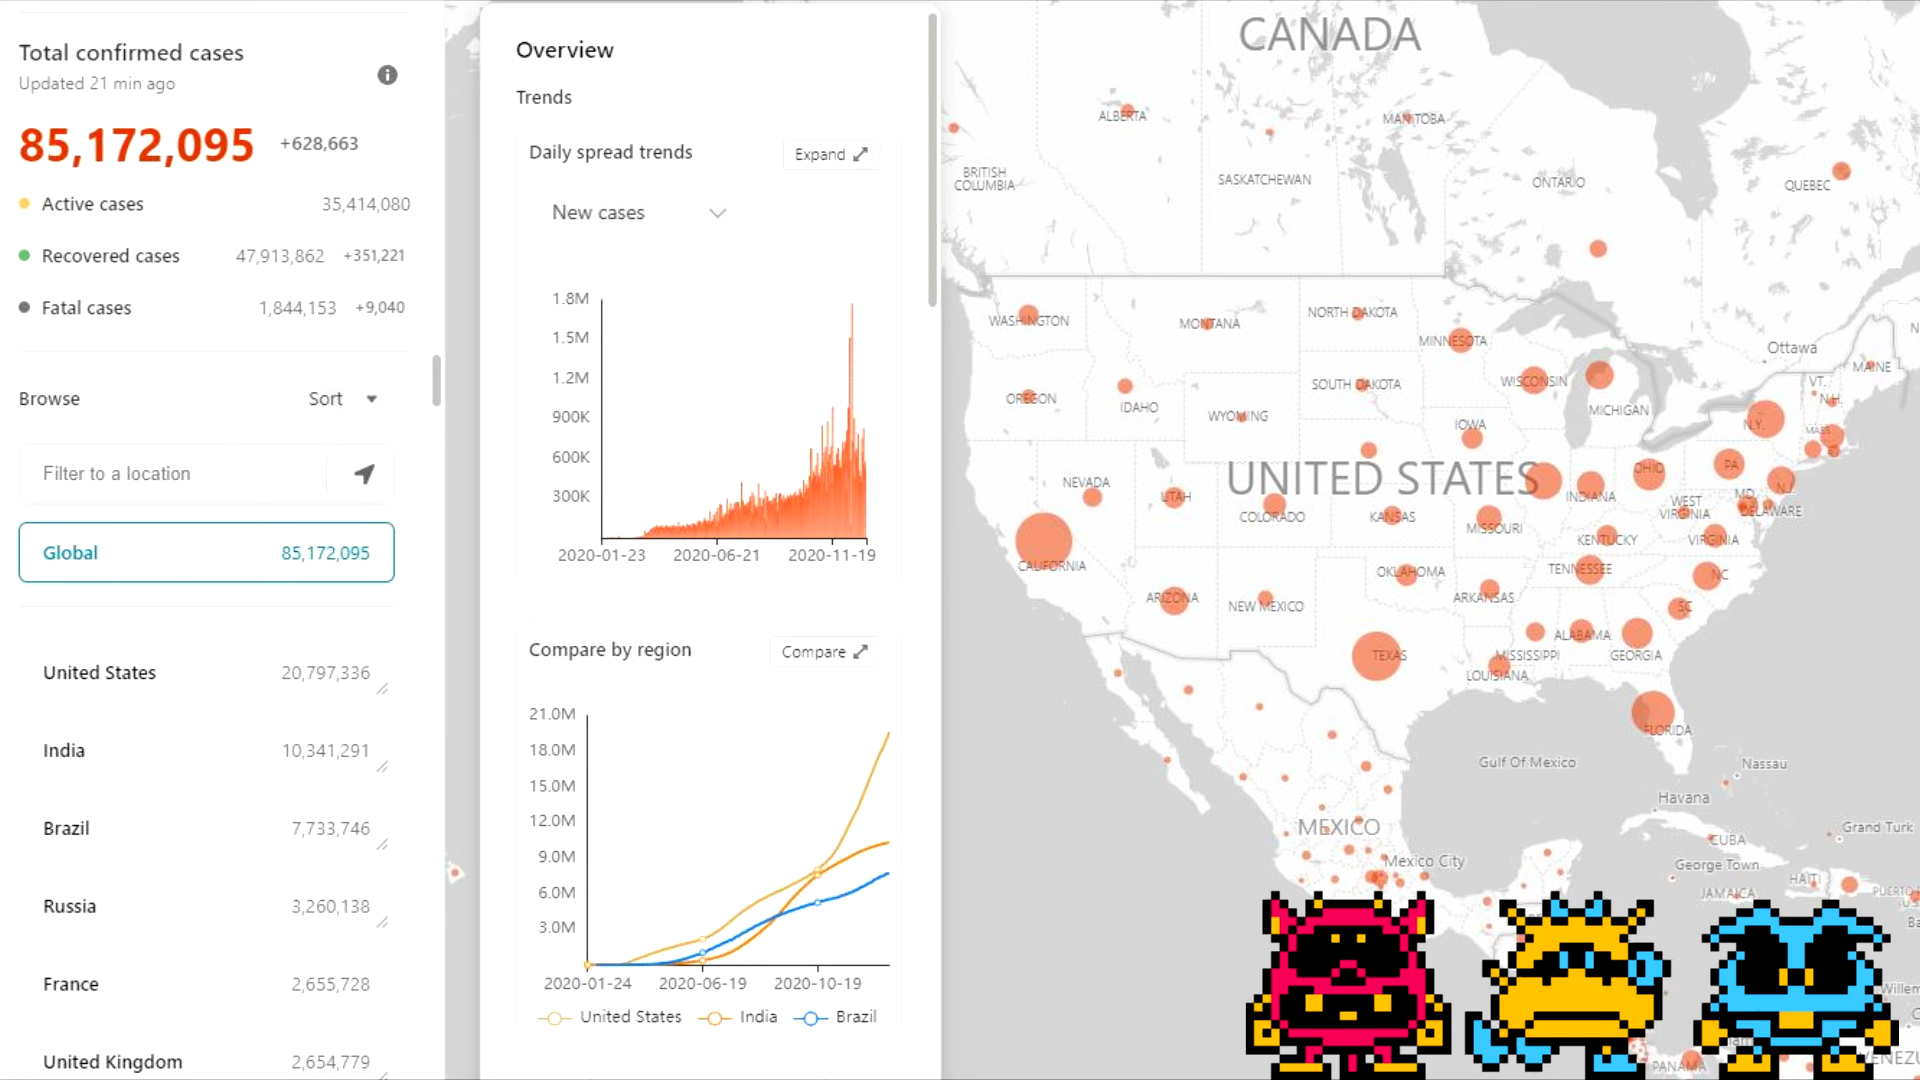 Total confirmed cases
Updated 21 min ago
85,172,095 +628,663
Active cases 35,414,080
Recovered cases 47,913,862 +351,221
Fatal cases 1,844,153 +9,040
Browse Sort
Filter to a location
Global 85,172,095
United States 20,797,336
India 10,341,291
Brazil 7,733,746
Russia 3,260,138
France 2,655,728
United Kingdom 2,654,779
Overview
Trends
Daily spread trends Expand
New cases
1.8M
1.5M
1.2M
900K
600K
300K
2020-01-23 2020-06-21 2020-11-19
Compare by region Compare
21.0M
18.0M
15.0M
12.0M
9.0M
6.0M
3.0M
2020-01-24 2020-06-19 2020-10-19
United States India Brazil
CANADA
ALBERTA
MANITOBA
BRITISH
COLUMBIA
SASKATCHEWAN
ONTARIO
QUEBEC
WASHINGTON
MONTANA
NORTH DAKOTA
MINNESOTA
Ottawa
MAINE
OREGON
IDAHO
SOUTH DAKOTA
WISCONSIN
VT.
N.H.
WYOMING
MICHIGAN
IOWA
N.Y.
MASS.
UNITED STATES
NEVADA
UTAH
OHIO
PA
N.J.
INDIANA
MD.
DELAWARE
WEST
VIRGINIA
COLORADO
KANSAS
MISSOURI
KENTUCKY
VIRGINIA
CALIFORNIA
OKLAHOMA
TENNESSEE
NC
ARIZONA
NEW MEXICO
ARKANSAS
SC
ALABAMA
TEXAS
MISSISSIPPI
GEORGIA
LOUISIANA
FLORIDA
Gulf Of Mexico
Nassau
Havana
MEXICO
CUBA
Grand Turk
Mexico City
George Town
HAITI
JAMAICA
PUERTO
Willem
PANAMA
VENEZU